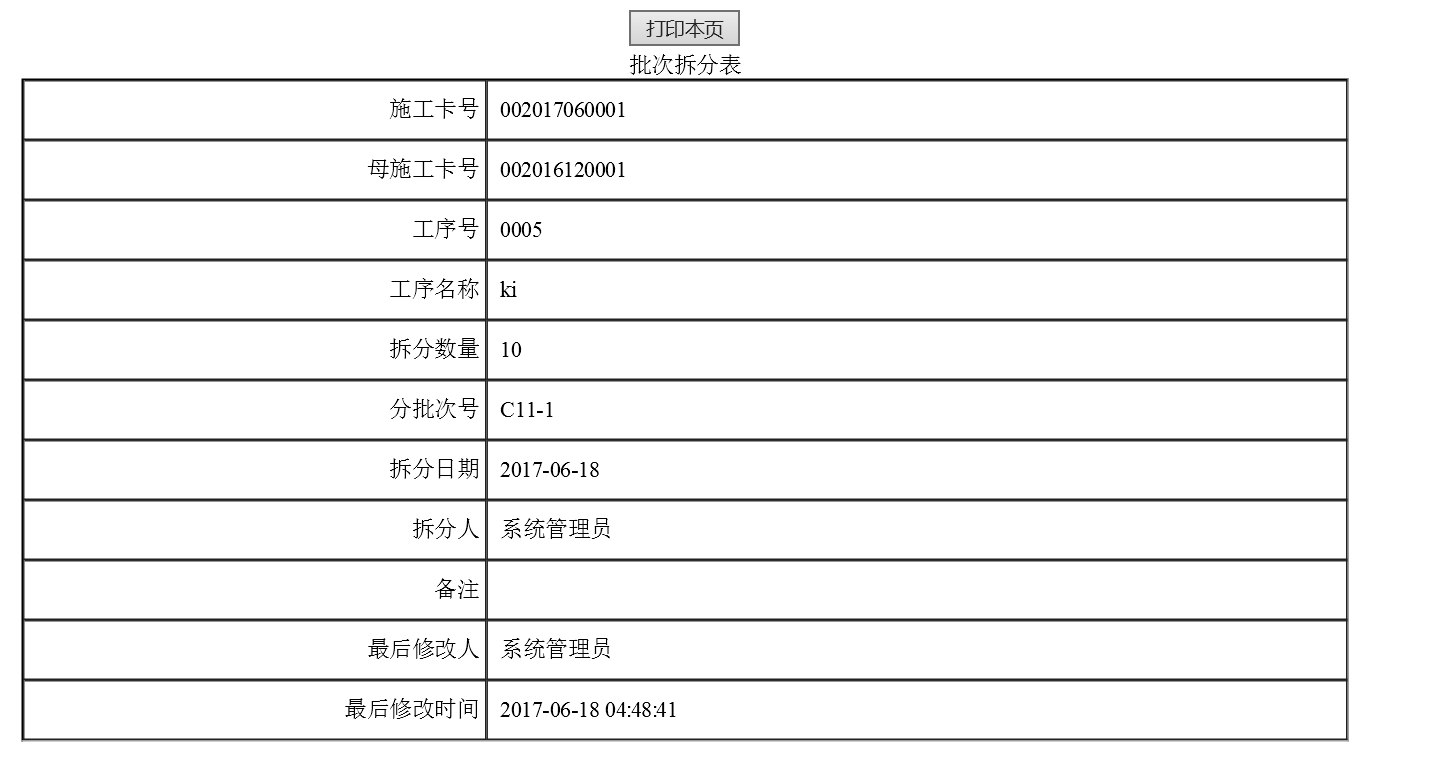 打印本页
批次拆分表
施工卡号 002017060001
母施工卡号 002016120001
工序号 0005
工序名称 ki
拆分数量 10
分批次号 C11-1
拆分日期 2017-06-18
拆分人 系统管理员
备注
最后修改人 系统管理员
最后修改时间 2017-06-18 04:48:41